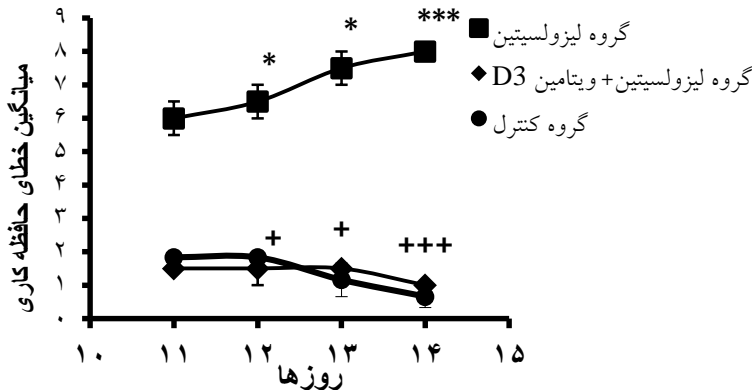 میانگین خطای حافظه کاری
۹
۸
۷
۶
۵
۴
۳
۲
۱
۰
* * ***
+ + +++
۱۰ ۱۱ ۱۲ ۱۳ ۱۴ ۱۵
روزها
گروه لیزولسیتین
گروه لیزولسیتین+ ویتامین D3
گروه کنترل